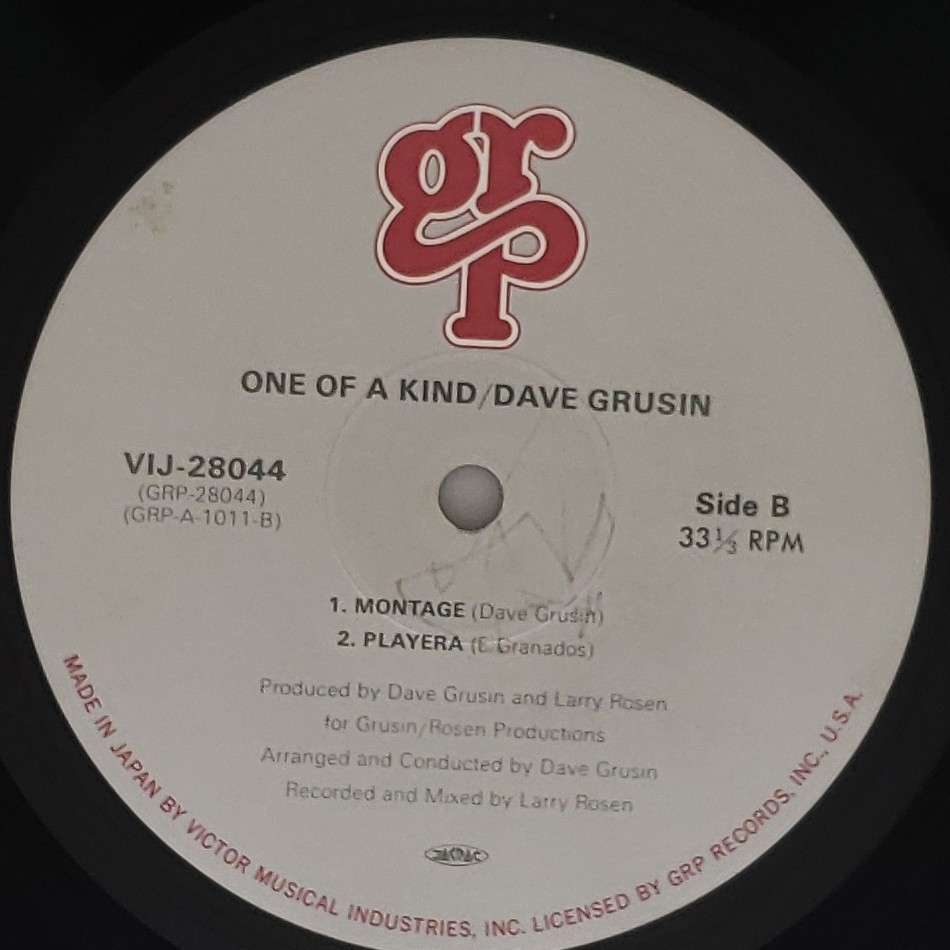 grp
ONE OF A KIND/DAVE GRUSIN
VIJ-28044
(GRP-28044)
(GRP-A-1011-B)
Side B
33⅓ RPM
1. MONTAGE (Dave Grusin)
2. PLAYERA (E. Granados)
Produced by Dave Grusin and Larry Rosen
for Grusin/Rosen Productions
Arranged and Conducted by Dave Grusin
Recorded and Mixed by Larry Rosen
MADE IN JAPAN BY VICTOR MUSICAL INDUSTRIES, INC. LICENSED BY GRP RECORDS, INC., U.S.A.